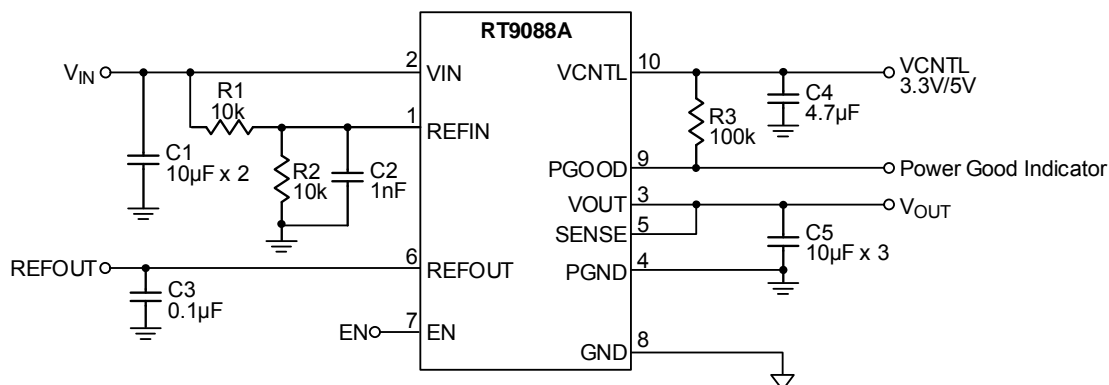 RT9088A
VIN
2
VIN
VCNTL
10
VCNTL
3.3V/5V
R1
10k
C4
4.7µF
1
REFIN
R3
100k
C1
10µF x 2
R2
10k
C2
1nF
PGOOD
9
Power Good Indicator
VOUT
3
VOUT
SENSE
5
C5
10µF x 3
REFOUT
6
REFOUT
PGND
4
C3
0.1µF
EN
7
EN
GND
8